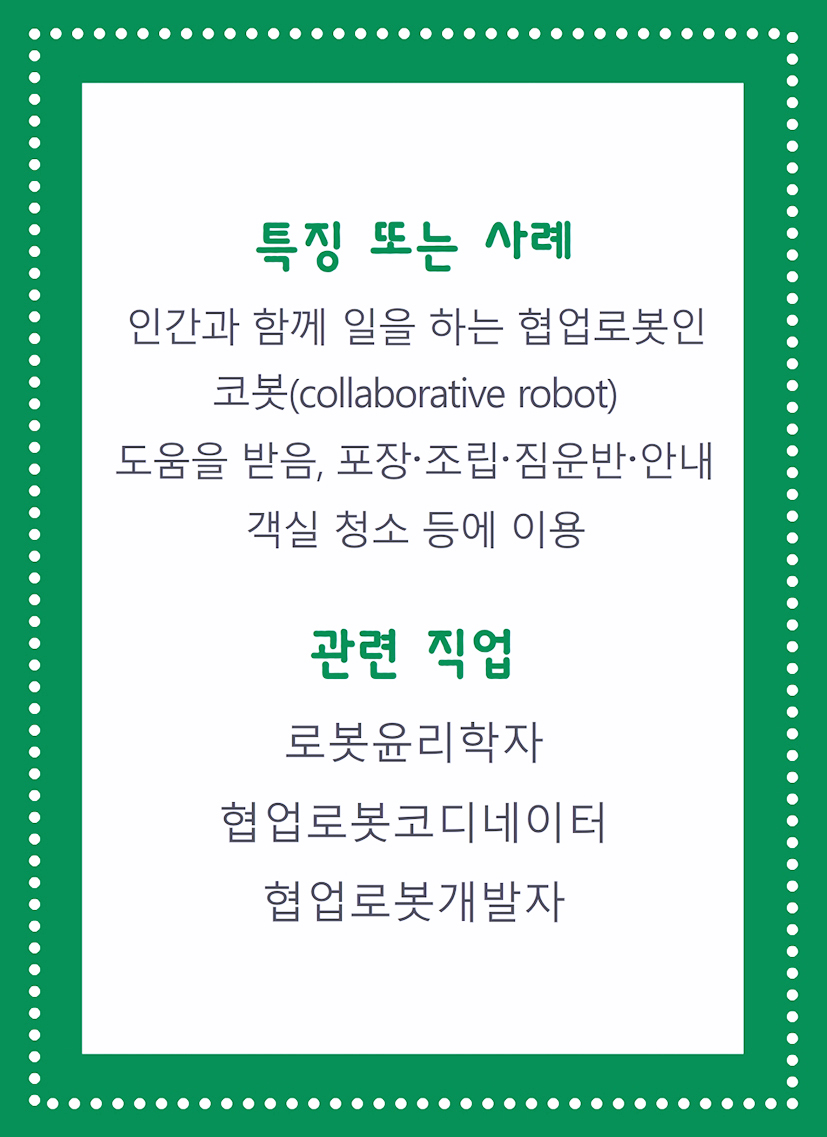 특징 또는 사례
인간과 함께 일을 하는 협업로봇인
코봇(collaborative robot)
도움을 받음, 포장·조립·짐운반·안내
객실 청소 등에 이용
관련 직업
로봇윤리학자
협업로봇코디네이터
협업로봇개발자